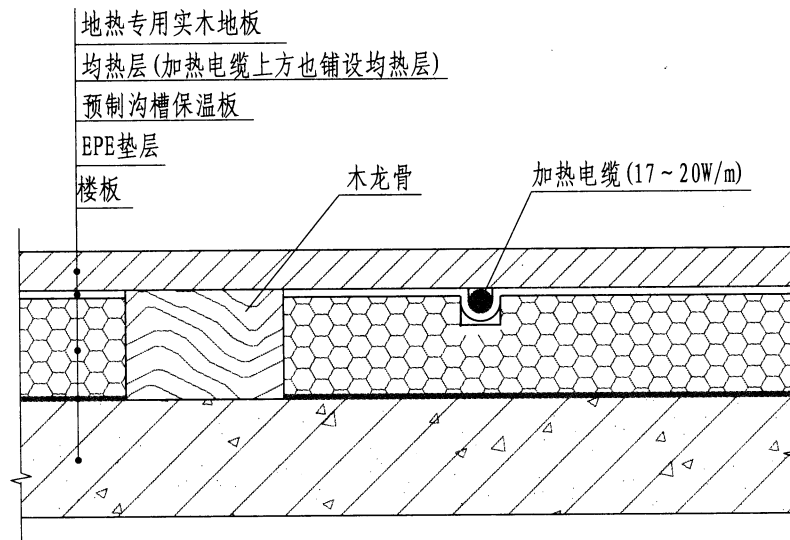 地热专用实木地板
均热层(加热电缆上方也铺设均热层)
预制沟槽保温板
EPE垫层
楼板
木龙骨
加热电缆(17~20W/m)